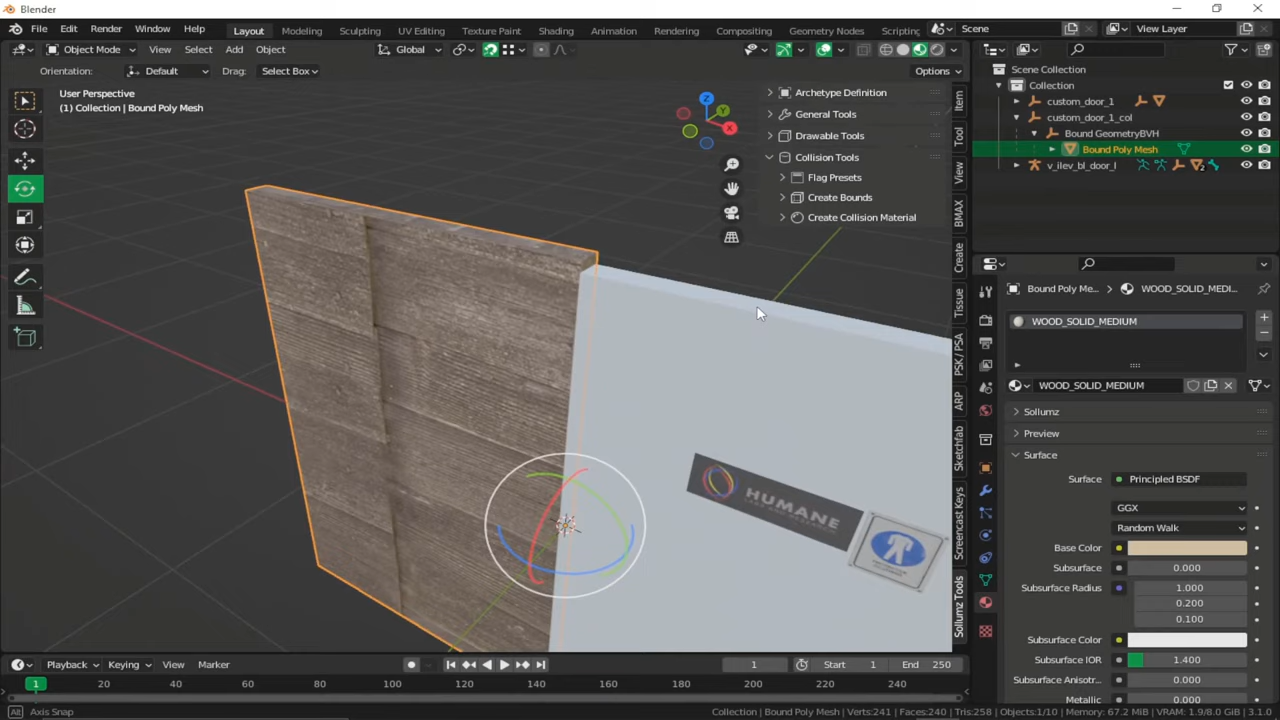 Blender
File Edit Render Window Help Layout Modeling Sculpting UV Editing Texture Paint Shading Animation Rendering Compositing Geometry Nodes Scripting Scene View Layer
Object Mode View Select Add Object Global
Orientation: Default Drag: Select Box Options
User Perspective
(1) Collection | Bound Poly Mesh
Z
Y
X
Archetype Definition
General Tools
Drawable Tools
Collision Tools
Flag Presets
Create Bounds
Create Collision Material
Item
Tool
View
BMAX
Create
Tissue
PSK / PSA
ARP
Sketchfab
Screencast Keys
Sollumz Tools
HUMANE
Scene Collection
Collection
custom_door_1
custom_door_1_col
Bound GeometryBVH
Bound Poly Mesh
v_ilev_bl_door_l 2
Bound Poly Me... WOOD_SOLID_MEDI...
WOOD_SOLID_MEDIUM
WOOD_SOLID_MEDIUM
Sollumz
Preview
Surface
Surface Principled BSDF
GGX
Random Walk
Base Color
Subsurface 0.000
Subsurface Radius 1.000
0.200
0.100
Subsurface Color
Subsurface IOR 1.400
Subsurface Anisotr... 0.000
Metallic 0.000
Playback Keying View Marker 1 Start 1 End 250
1 20 40 60 80 100 120 140 160 180 200 220 240
Alt Axis Snap Collection | Bound Poly Mesh | Verts:241 | Faces:240 | Tris:258 | Objects:1/10 | Memory: 67.2 MiB | VRAM: 1.9/8.0 GiB | 3.1.0